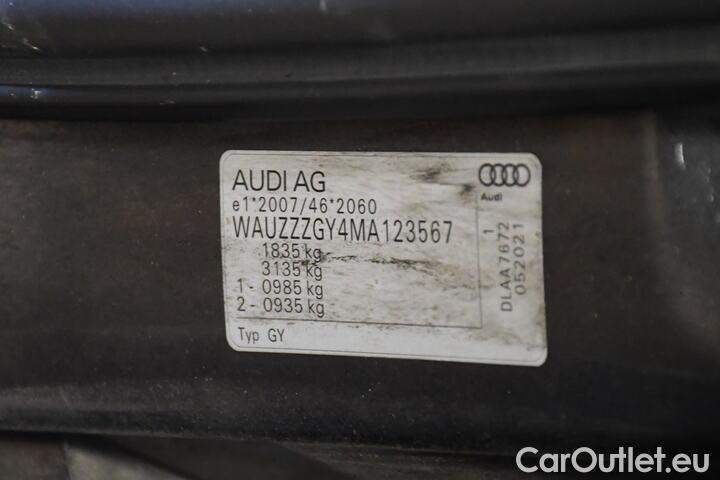 AUDI AG
e1*2007/46*2060
WAUZZZGY4MA123567
1835 kg
3135 kg
1 - 0985 kg
2 - 0935 kg
Typ GY
Audi
DLAA7672 1
052021
CarOutlet.eu